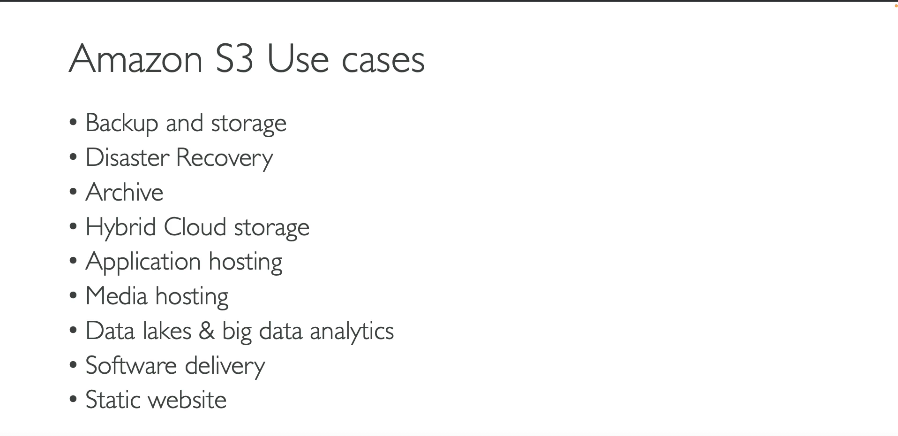 Amazon S3 Use cases
• Backup and storage
• Disaster Recovery
• Archive
• Hybrid Cloud storage
• Application hosting
• Media hosting
• Data lakes & big data analytics
• Software delivery
• Static website